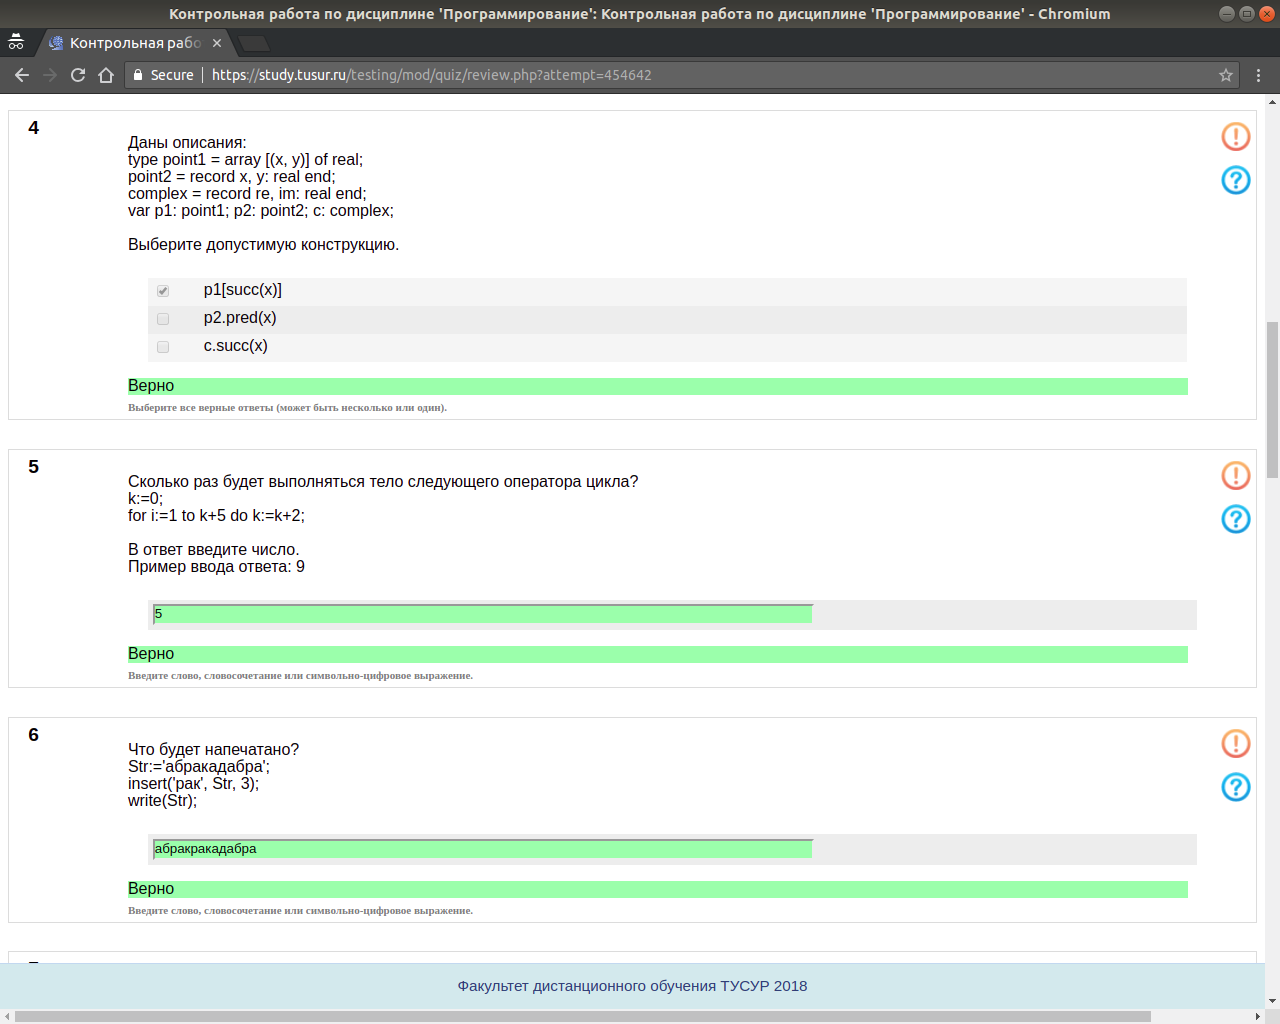 Контрольная работа по дисциплине 'Программирование': Контрольная работа по дисциплине 'Программирование' - Chromium
Контрольная рабо
Secure https://study.tusur.ru/testing/mod/quiz/review.php?attempt=454642
4
Даны описания:
type point1 = array [(x, y)] of real;
point2 = record x, y: real end;
complex = record re, im: real end;
var p1: point1; p2: point2; c: complex;
Выберите допустимую конструкцию.
p1[succ(x)]
p2.pred(x)
c.succ(x)
Верно
Выберите все верные ответы (может быть несколько или один).
5
Сколько раз будет выполняться тело следующего оператора цикла?
k:=0;
for i:=1 to k+5 do k:=k+2;
В ответ введите число.
Пример ввода ответа: 9
5
Верно
Введите слово, словосочетание или символьно-цифровое выражение.
6
Что будет напечатано?
Str:='абракадабра';
insert('рак', Str, 3);
write(Str);
абракракадабра
Верно
Введите слово, словосочетание или символьно-цифровое выражение.
Факультет дистанционного обучения ТУСУР 2018